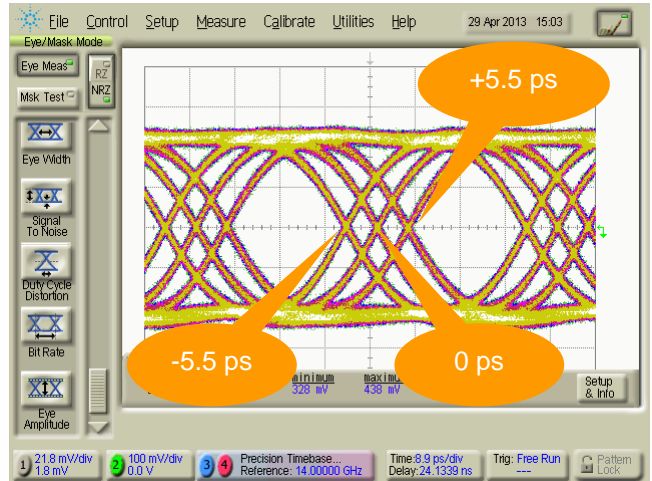 File Control Setup Measure Calibrate Utilities Help 29 Apr 2013 15:03
Eye/Mask Mode
Eye Meas
RZ
NRZ
Msk Test
Eye Width
Signal
To Noise
Duty Cycle
Distortion
Bit Rate
Eye
Amplitude
+5.5 ps
-5.5 ps
0 ps
minimum
328 mV 438 mV
Setup
& Info
1 21.8 mV/div
1.8 mV
2 100 mV/div
0.0 V
3 4 Precision Timebase...
Reference: 14.00000 GHz
Time:8.9 ps/div
Delay:24.1339 ns
Trig: Free Run
---
Pattern
Lock